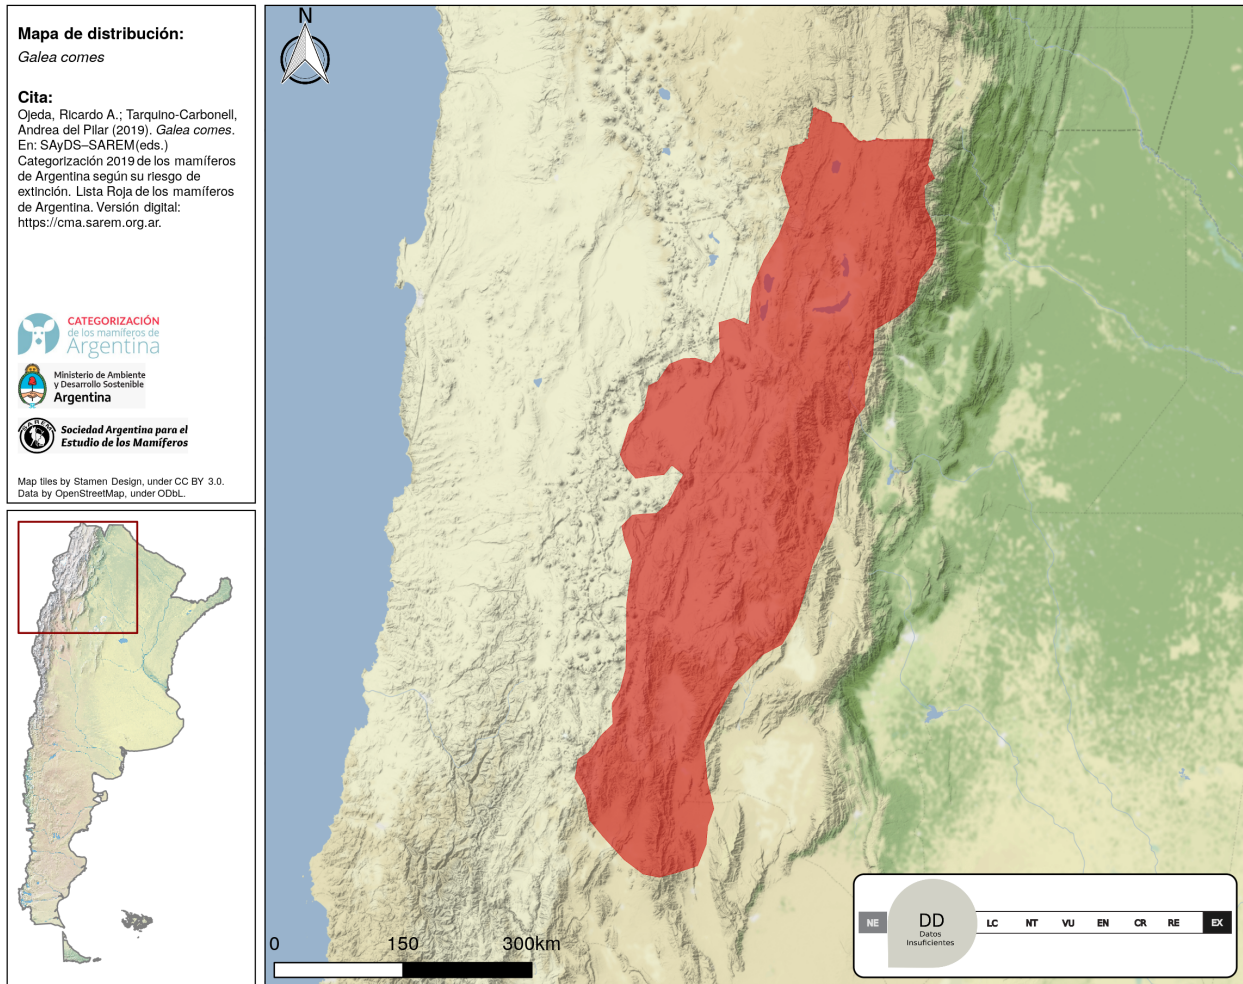 Mapa de distribución:
Galea comes
Cita:
Ojeda, Ricardo A.; Tarquino-Carbonell,
Andrea del Pilar (2019). Galea comes.
En: SAyDS–SAREM(eds.)
Categorización 2019 de los mamíferos
de Argentina según su riesgo de
extinción. Lista Roja de los mamíferos
de Argentina. Versión digital:
https://cma.sarem.org.ar.
CATEGORIZACIÓN
de los mamíferos de
Argentina
Ministerio de Ambiente
y Desarrollo Sostenible
Argentina
SAREM
Sociedad Argentina para el
Estudio de los Mamíferos
Map tiles by Stamen Design, under CC BY 3.0.
Data by OpenStreetMap, under ODbL.
N
0 150 300km
NE DD LC NT VU EN CR RE EX
Datos
Insuficientes